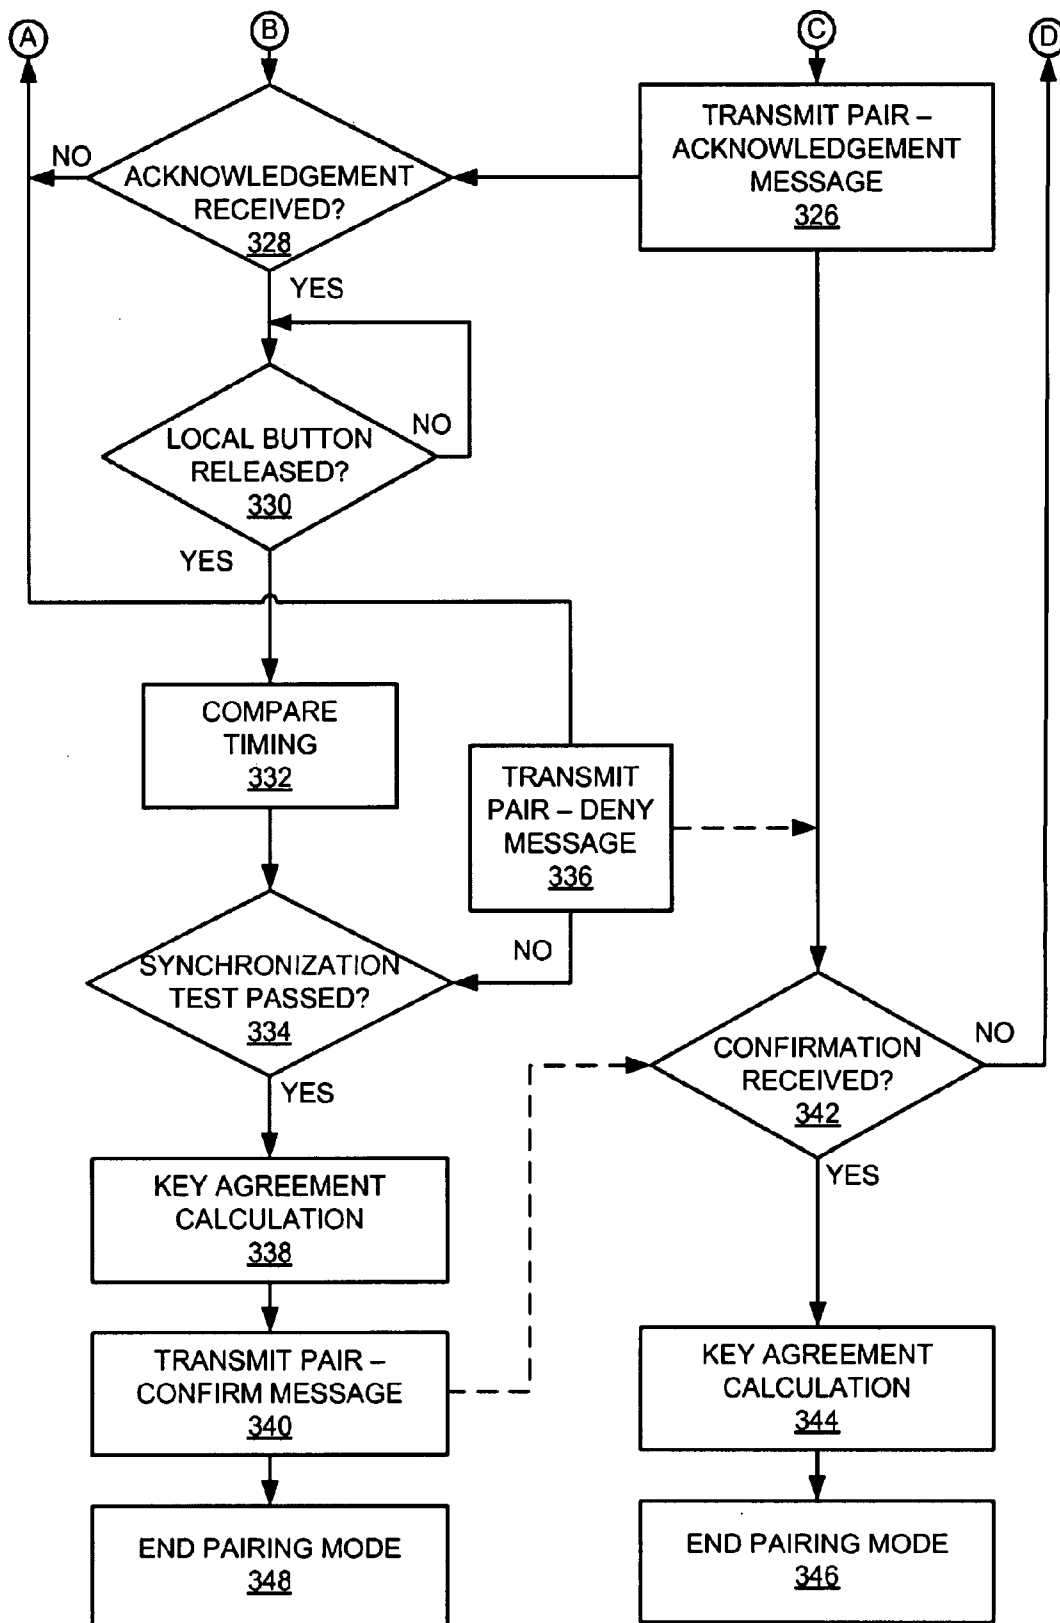 A
B
C
D
TRANSMIT PAIR –
ACKNOWLEDGEMENT
MESSAGE
326
NO
ACKNOWLEDGEMENT
RECEIVED?
328
YES
LOCAL BUTTON
RELEASED?
330
NO
YES
COMPARE
TIMING
332
TRANSMIT
PAIR – DENY
MESSAGE
336
NO
SYNCHRONIZATION
TEST PASSED?
334
YES
CONFIRMATION
RECEIVED?
342
NO
YES
KEY AGREEMENT
CALCULATION
338
TRANSMIT PAIR –
CONFIRM MESSAGE
340
KEY AGREEMENT
CALCULATION
344
END PAIRING MODE
348
END PAIRING MODE
346